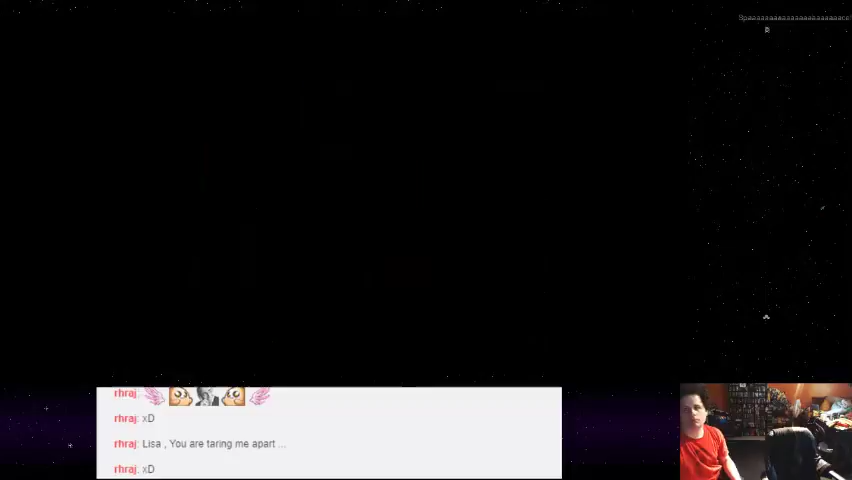 R
rhraj:
rhraj: xD
rhraj: Lisa , You are taring me apart ...
rhraj: xD